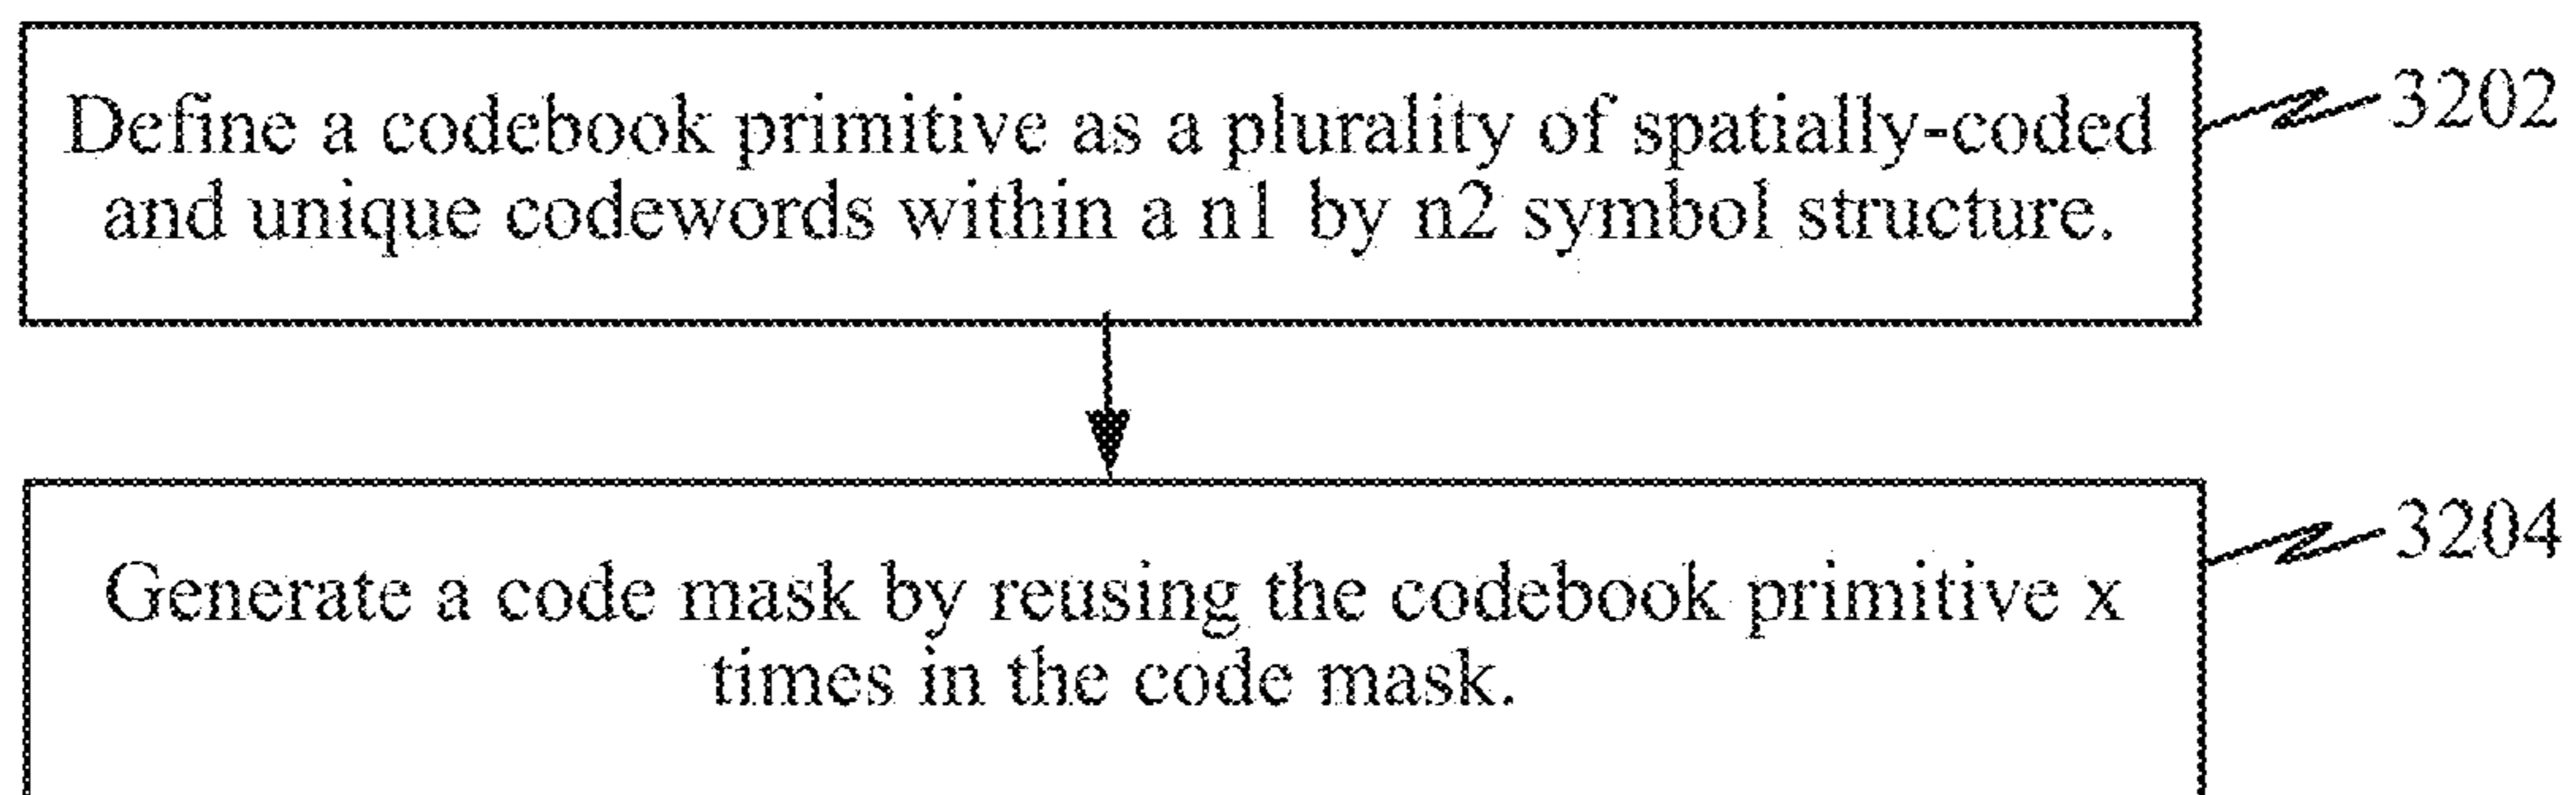 Define a codebook primitive as a plurality of spatially-coded
3202
and unique codewords within a n1 by n2 symbol structure.
3204
Generate a code mask by reusing the codebook primitive x
times in the code mask.